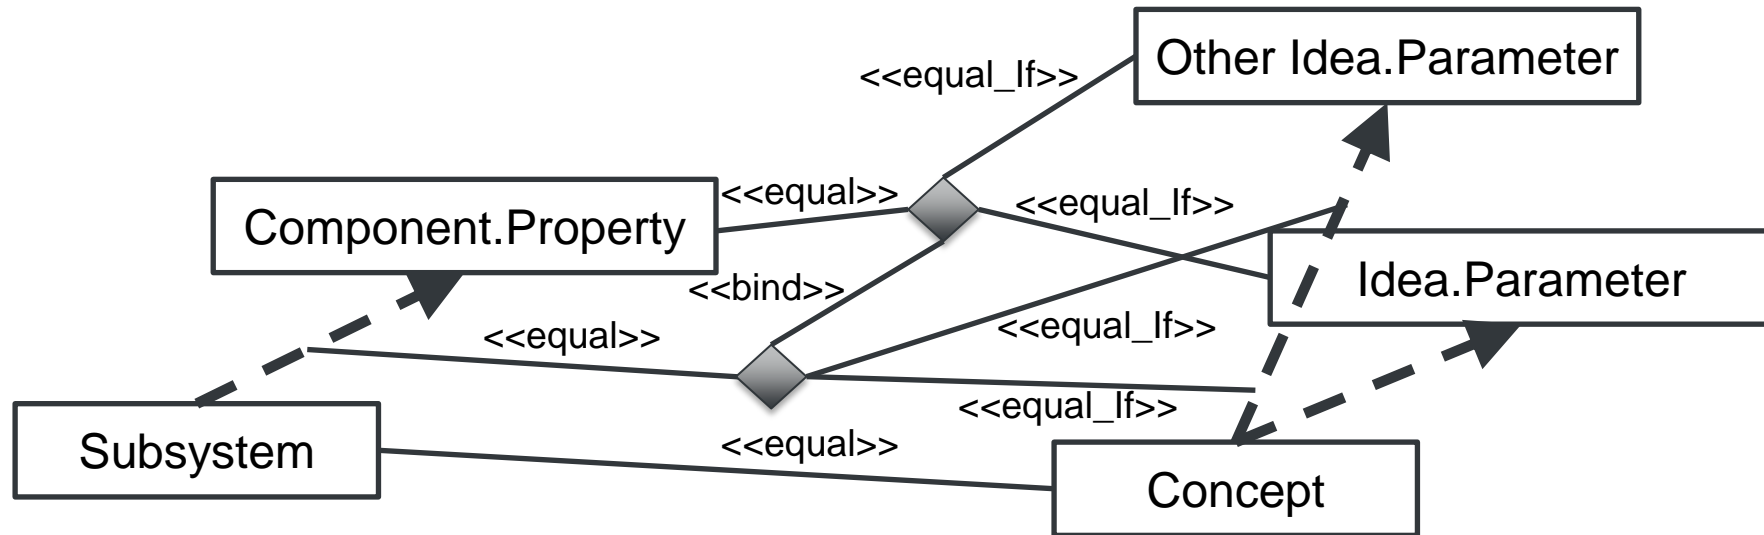 Other Idea.Parameter
<<equal_If>>
<<equal>>
<<equal_If>>
Component.Property
Idea.Parameter
<<bind>>
<<equal_If>>
<<equal>>
<<equal_If>>
<<equal>>
Subsystem
Concept